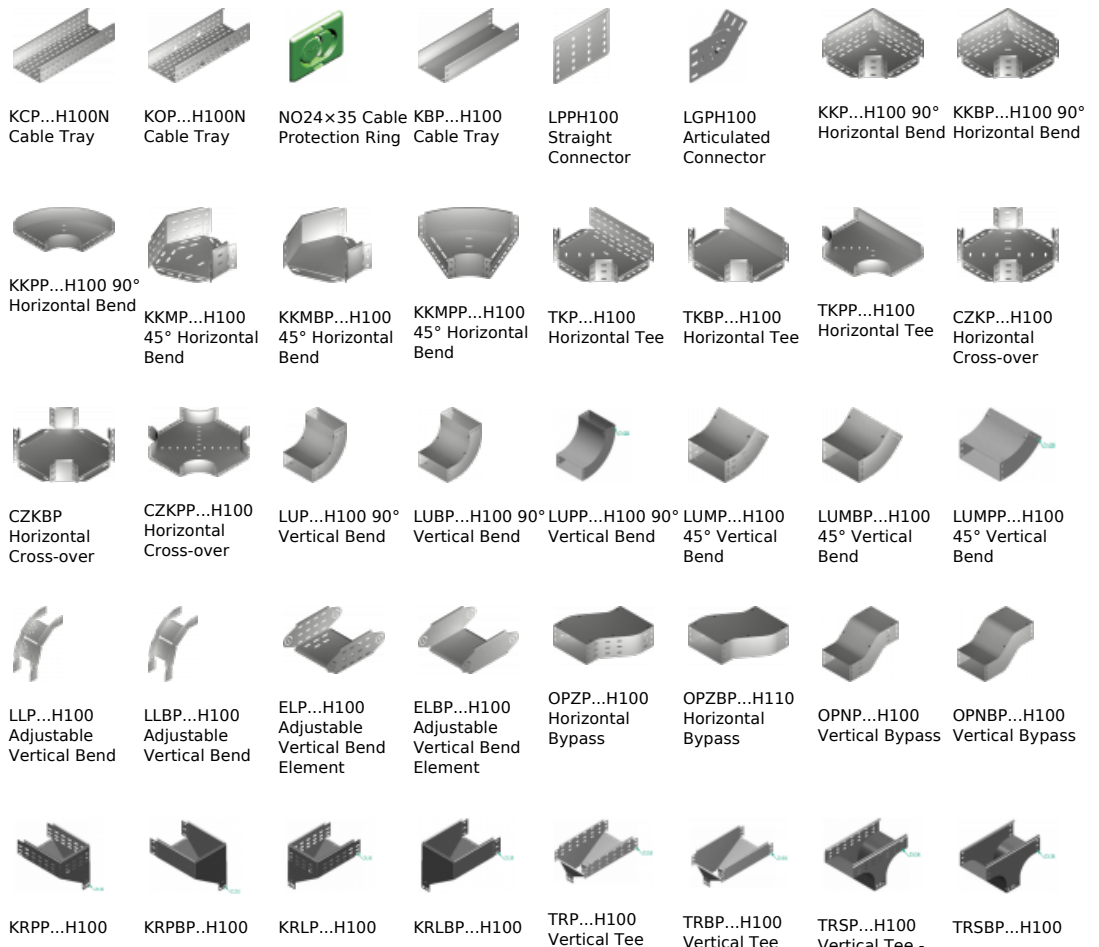 KCP...H100N
Cable Tray
KOP...H100N
Cable Tray
NO24×35 Cable
Protection Ring
KBP...H100
Cable Tray
LPPH100
Straight
Connector
LGPH100
Articulated
Connector
KKP...H100 90°
Horizontal Bend
KKBP...H100 90°
Horizontal Bend
KKPP...H100 90°
Horizontal Bend
KKMP...H100
45° Horizontal
Bend
KKMBP...H100
45° Horizontal
Bend
KKMPP...H100
45° Horizontal
Bend
TKP...H100
Horizontal Tee
TKBP...H100
Horizontal Tee
TKPP...H100
Horizontal Tee
CZKP...H100
Horizontal
Cross-over
CZKBP
Horizontal
Cross-over
CZKPP...H100
Horizontal
Cross-over
LUP...H100 90°
Vertical Bend
LUBP...H100 90°
Vertical Bend
LUPP...H100 90°
Vertical Bend
LUMP...H100
45° Vertical
Bend
LUMBP...H100
45° Vertical
Bend
LUMPP...H100
45° Vertical
Bend
LLP...H100
Adjustable
Vertical Bend
LLBP...H100
Adjustable
Vertical Bend
ELP...H100
Adjustable
Vertical Bend
Element
ELBP...H100
Adjustable
Vertical Bend
Element
OPZP...H100
Horizontal
Bypass
OPZBP...H110
Horizontal
Bypass
OPNP...H100
Vertical Bypass
OPNBP...H100
Vertical Bypass
KRPP...H100
KRPBP..H100
KRLP...H100
KRLBP...H100
TRP...H100
Vertical Tee
TRBP...H100
Vertical Tee
TRSP...H100
Vertical Tee -
TRSBP...H100